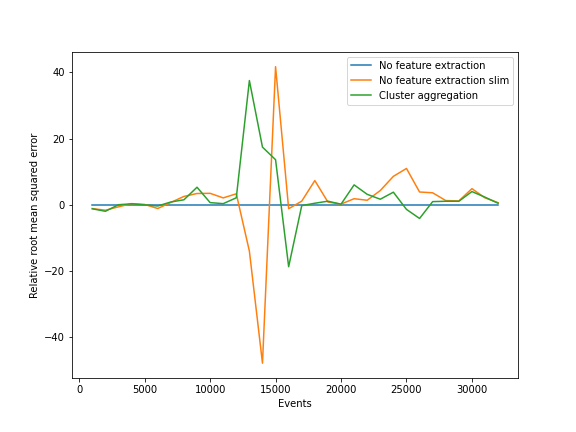 No feature extraction
No feature extraction slim
Cluster aggregation
Relative root mean squared error
40
20
0
−20
−40
0 5000 10000 15000 20000 25000 30000
Events